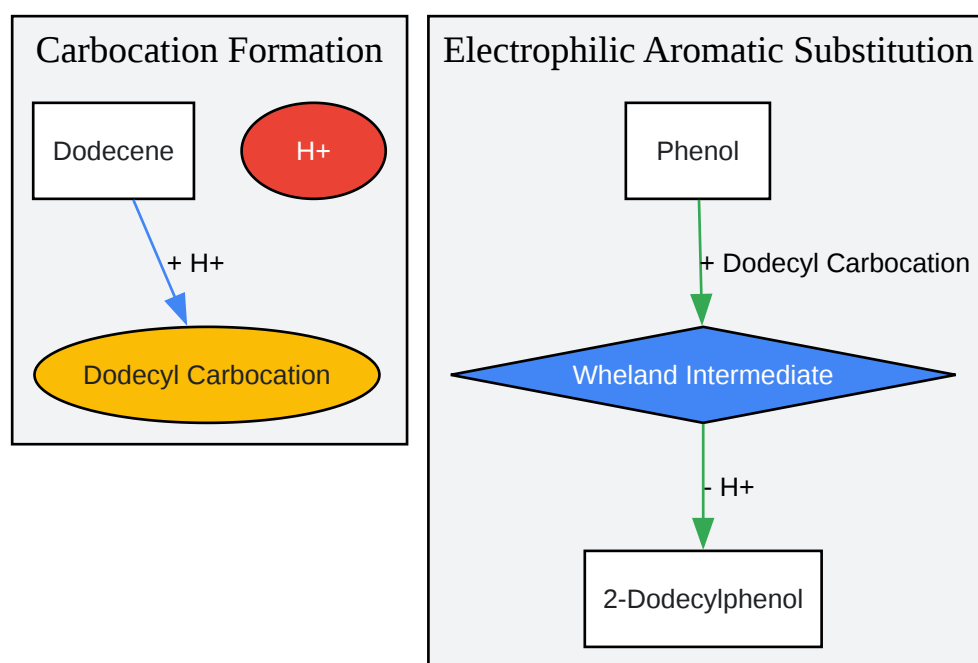 Carbocation Formation
Dodecene
H+
+ H+
Dodecyl Carbocation
Electrophilic Aromatic Substitution
Phenol
+ Dodecyl Carbocation
Wheland Intermediate
- H+
2-Dodecylphenol